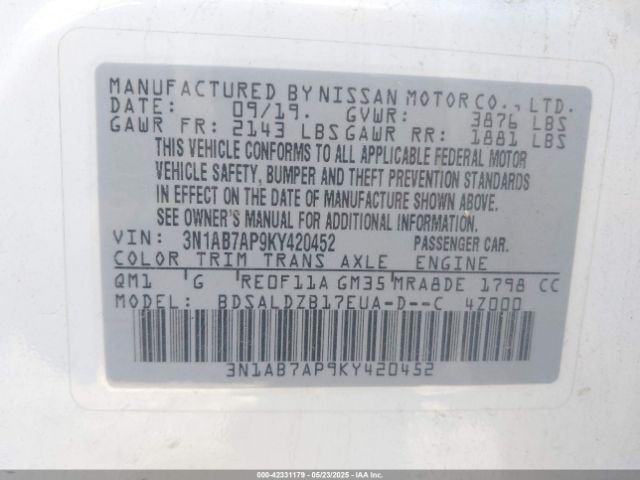 MANUFACTURED BY NISSAN MOTOR CO., LTD.
DATE: 09/19. GVWR: 3876 LBS
GAWR FR: 2143 LBS GAWR RR: 1881 LBS
THIS VEHICLE CONFORMS TO ALL APPLICABLE FEDERAL MOTOR
VEHICLE SAFETY, BUMPER AND THEFT PREVENTION STANDARDS
IN EFFECT ON THE DATE OF MANUFACTURE SHOWN ABOVE.
SEE OWNER'S MANUAL FOR ADDITIONAL INFORMATION.
VIN: 3N1AB7AP9KY420452 PASSENGER CAR.
COLOR TRIM TRANS AXLE ENGINE
QM1 G RE0F11A GM35 MRA8DE 1798 CC
MODEL: BDSALDZB17EUA-D--C 4Z000
3N1AB7AP9KY420452
000-42331179 - 05/23/2025 - IAAI.COM